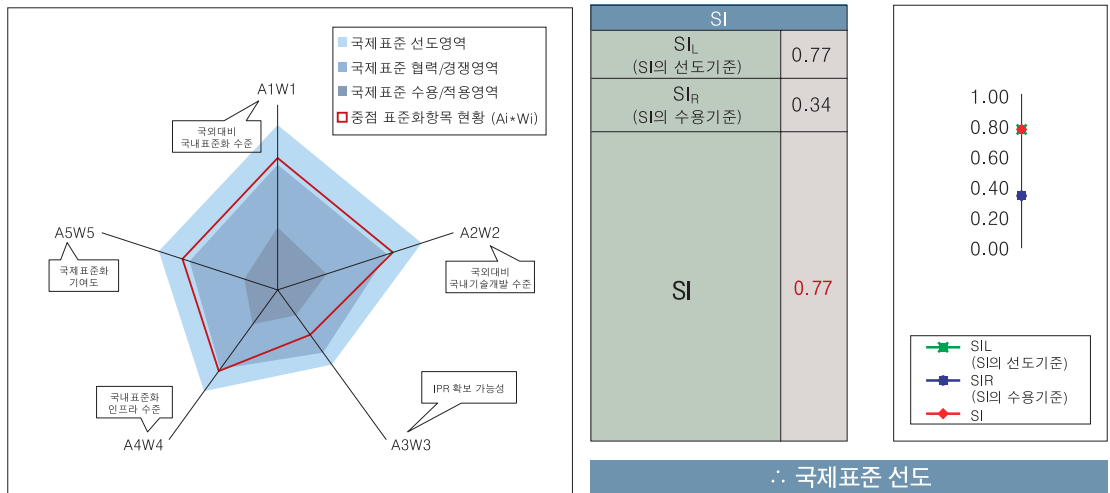 국제표준 선도영역
국제표준 협력/경쟁영역
국제표준 수용/적용영역
중점 표준화항목 현황 (Ai*Wi)
A1W1
국외대비
국내표준화 수준
A2W2
국외대비
국내기술개발 수준
IPR 확보 가능성
A3W3
국내표준화
인프라 수준
A4W4
A5W5
국제표준화
기여도
SI
SIL
(SI의 선도기준)
0.77
SIR
(SI의 수용기준)
0.34
SI
0.77
1.00
0.80
0.60
0.40
0.20
0.00
SIL
(SI의 선도기준)
SIR
(SI의 수용기준)
SI
∴ 국제표준 선도